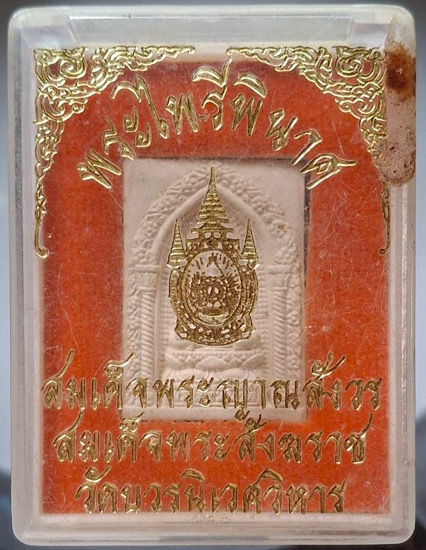 พระไพรีพินาศ
สมเด็จพระญาณสังวร
สมเด็จพระสังฆราช
วัดบวรนิเวศวิหาร